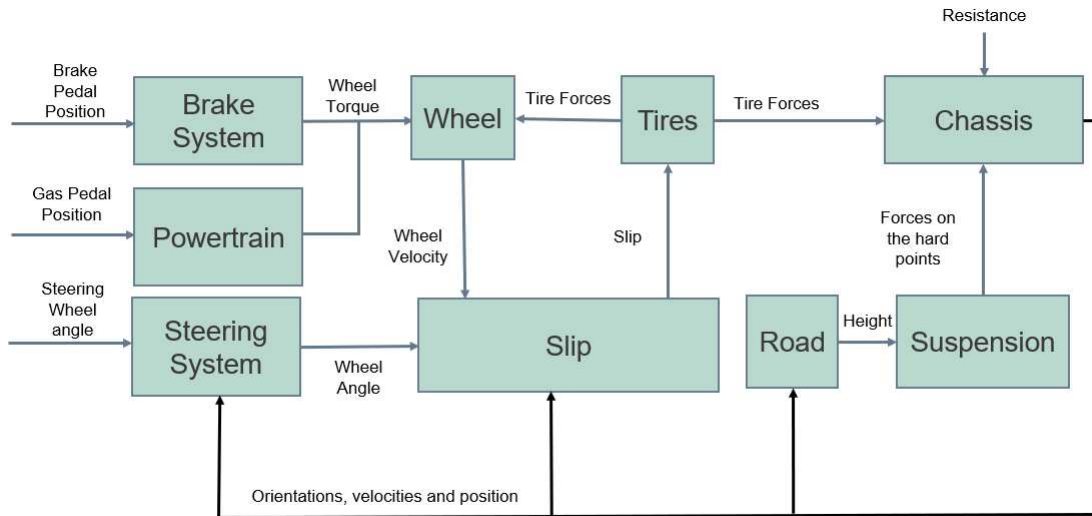 Resistance
Brake
Pedal
Position
Brake
System
Wheel
Torque
Wheel
Tire Forces
Tires
Tire Forces
Chassis
Gas Pedal
Position
Powertrain
Wheel
Velocity
Slip
Forces on
the hard
points
Steering
Wheel
angle
Steering
System
Wheel
Angle
Slip
Road
Height
Suspension
Orientations, velocities and position